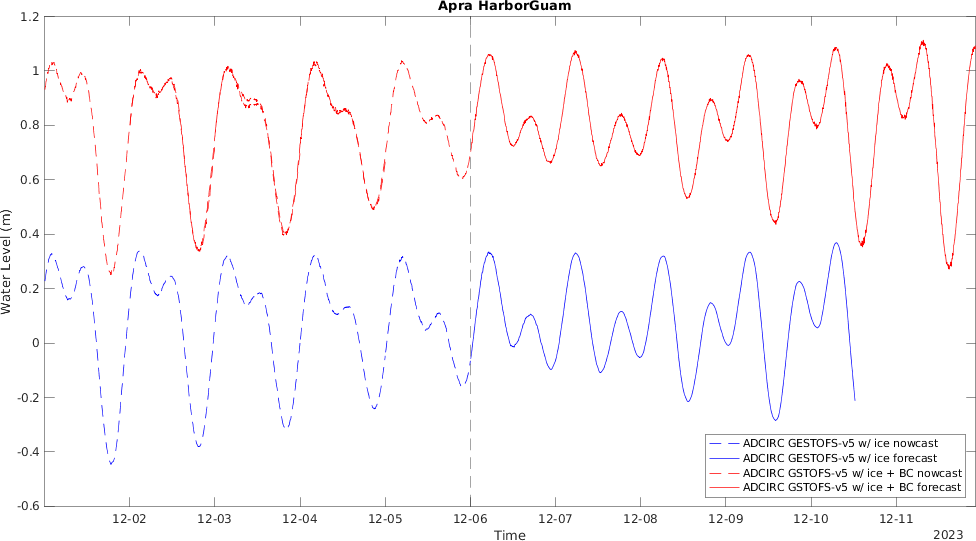 Apra HarborGuam
1.2
1
0.8
0.6
0.4
0.2
0
-0.2
-0.4
-0.6
Water Level (m)
12-02 12-03 12-04 12-05 12-06 12-07 12-08 12-09 12-10 12-11
Time
2023
ADCIRC GESTOFS-v5 w/ ice nowcast
ADCIRC GESTOFS-v5 w/ ice forecast
ADCIRC GSTOFS-v5 w/ ice + BC nowcast
ADCIRC GSTOFS-v5 w/ ice + BC forecast